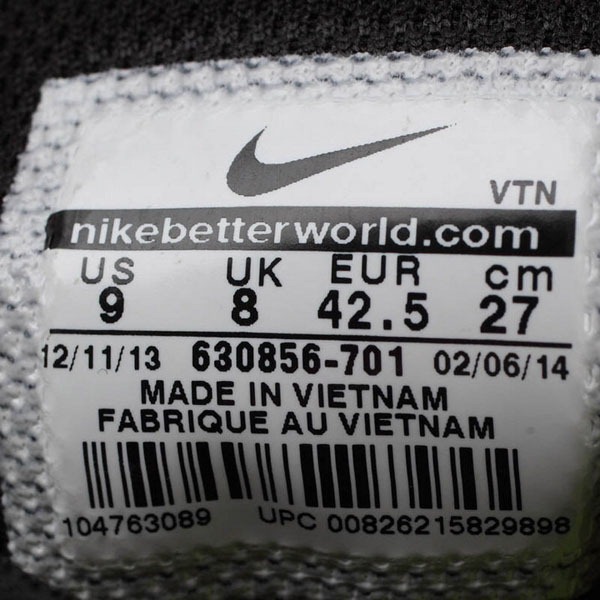 VTN
nikebetterworld.com
US UK EUR cm
9 8 42.5 27
12/11/13 630856-701 02/06/14
MADE IN VIETNAM
FABRIQUE AU VIETNAM
104763089 UPC 00826215829898